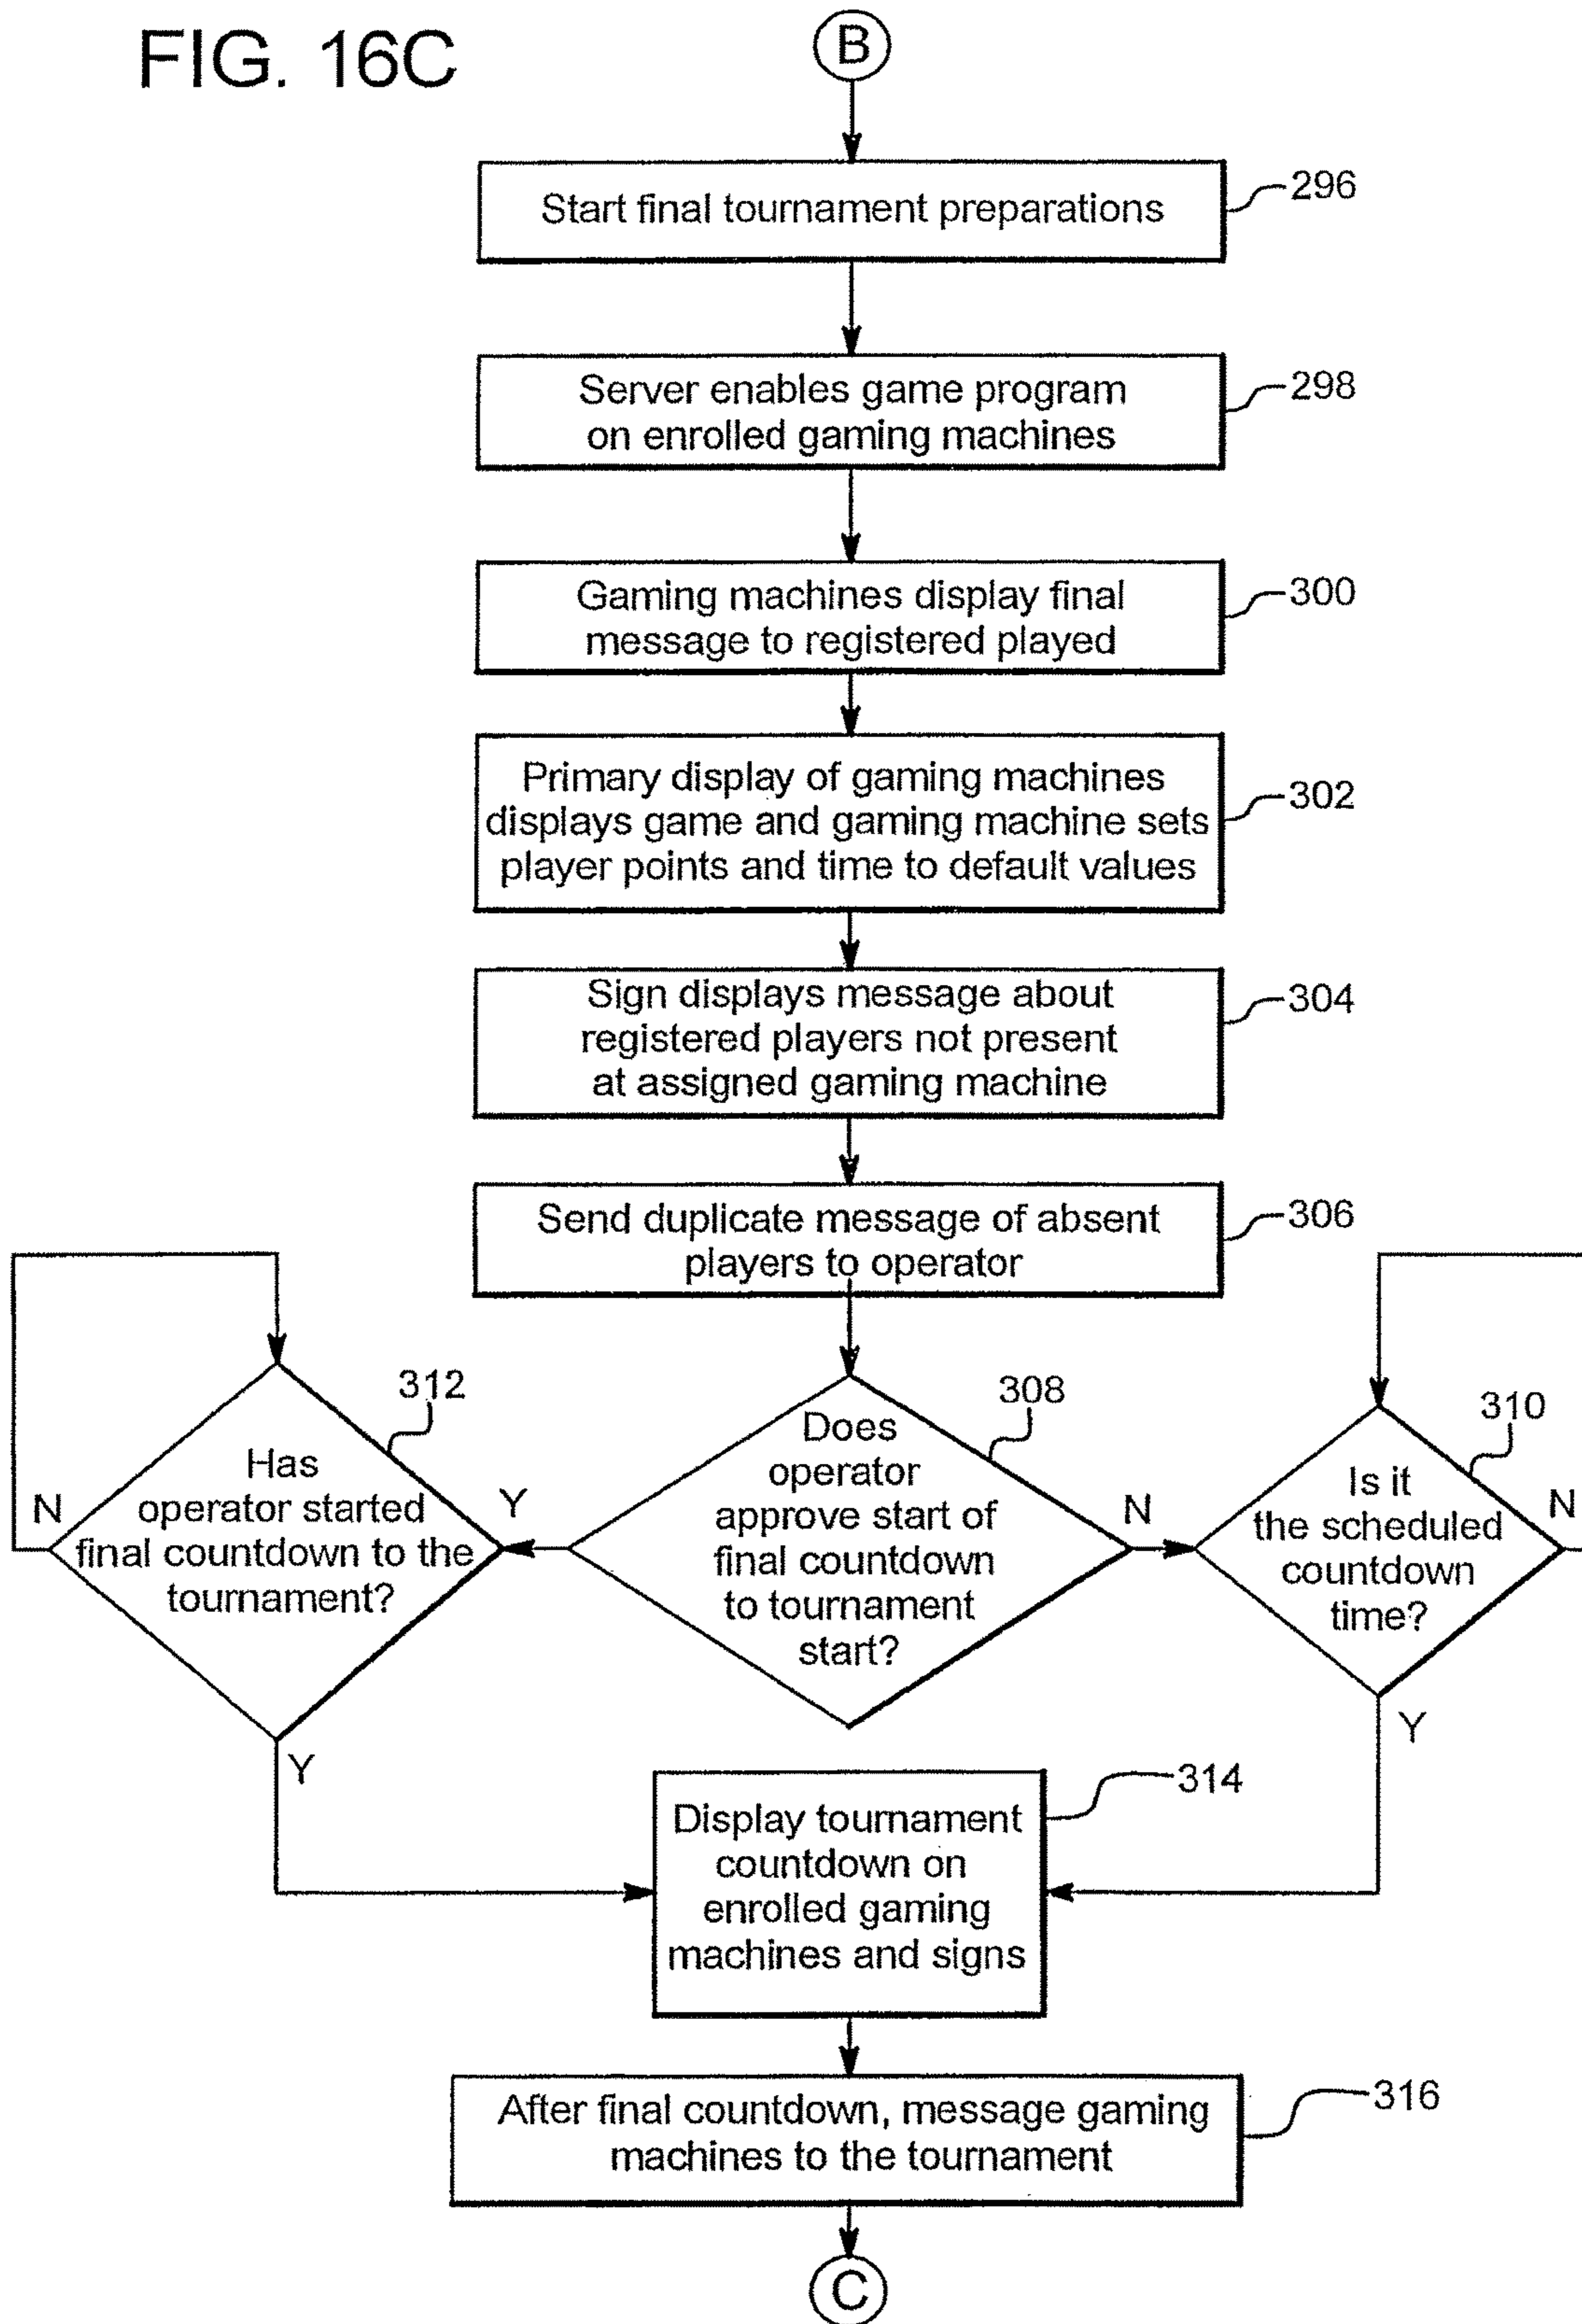 FIG. 16C
B
Start final tournament preparations
296
Server enables game program
on enrolled gaming machines
298
Gaming machines display final
message to registered played
300
Primary display of gaming machines
displays game and gaming machine sets
player points and time to default values
302
Sign displays message about
registered players not present
at assigned gaming machine
304
Send duplicate message of absent
players to operator
306
312
Has
operator started
final countdown to the
tournament?
N
Y
Y
308
Does
operator
approve start of
final countdown
to tournament
start?
N
310
Is it
the scheduled
countdown
time?
N
Y
314
Display tournament
countdown on
enrolled gaming
machines and signs
After final countdown, message gaming
machines to the tournament
316
C